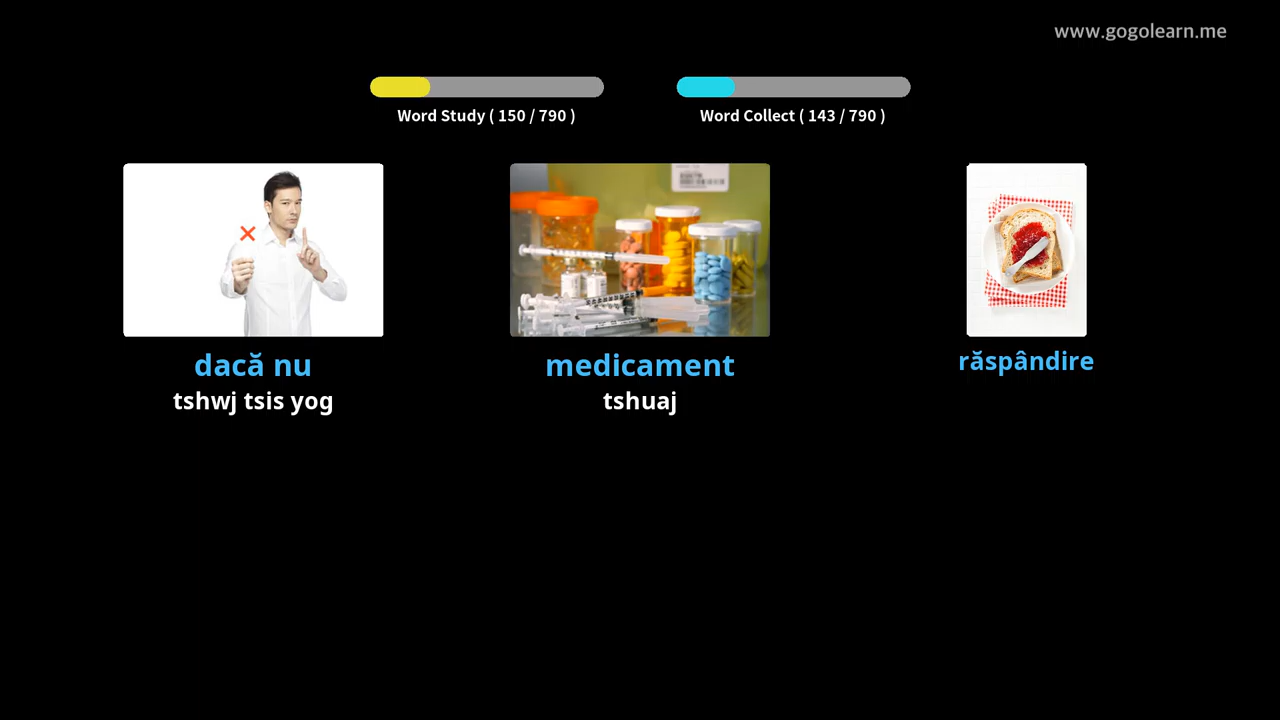 www.gogolearn.me
Word Study ( 150 / 790 )
Word Collect ( 143 / 790 )
dacă nu
tshwj tsis yog
medicament
tshuaj
răspândire